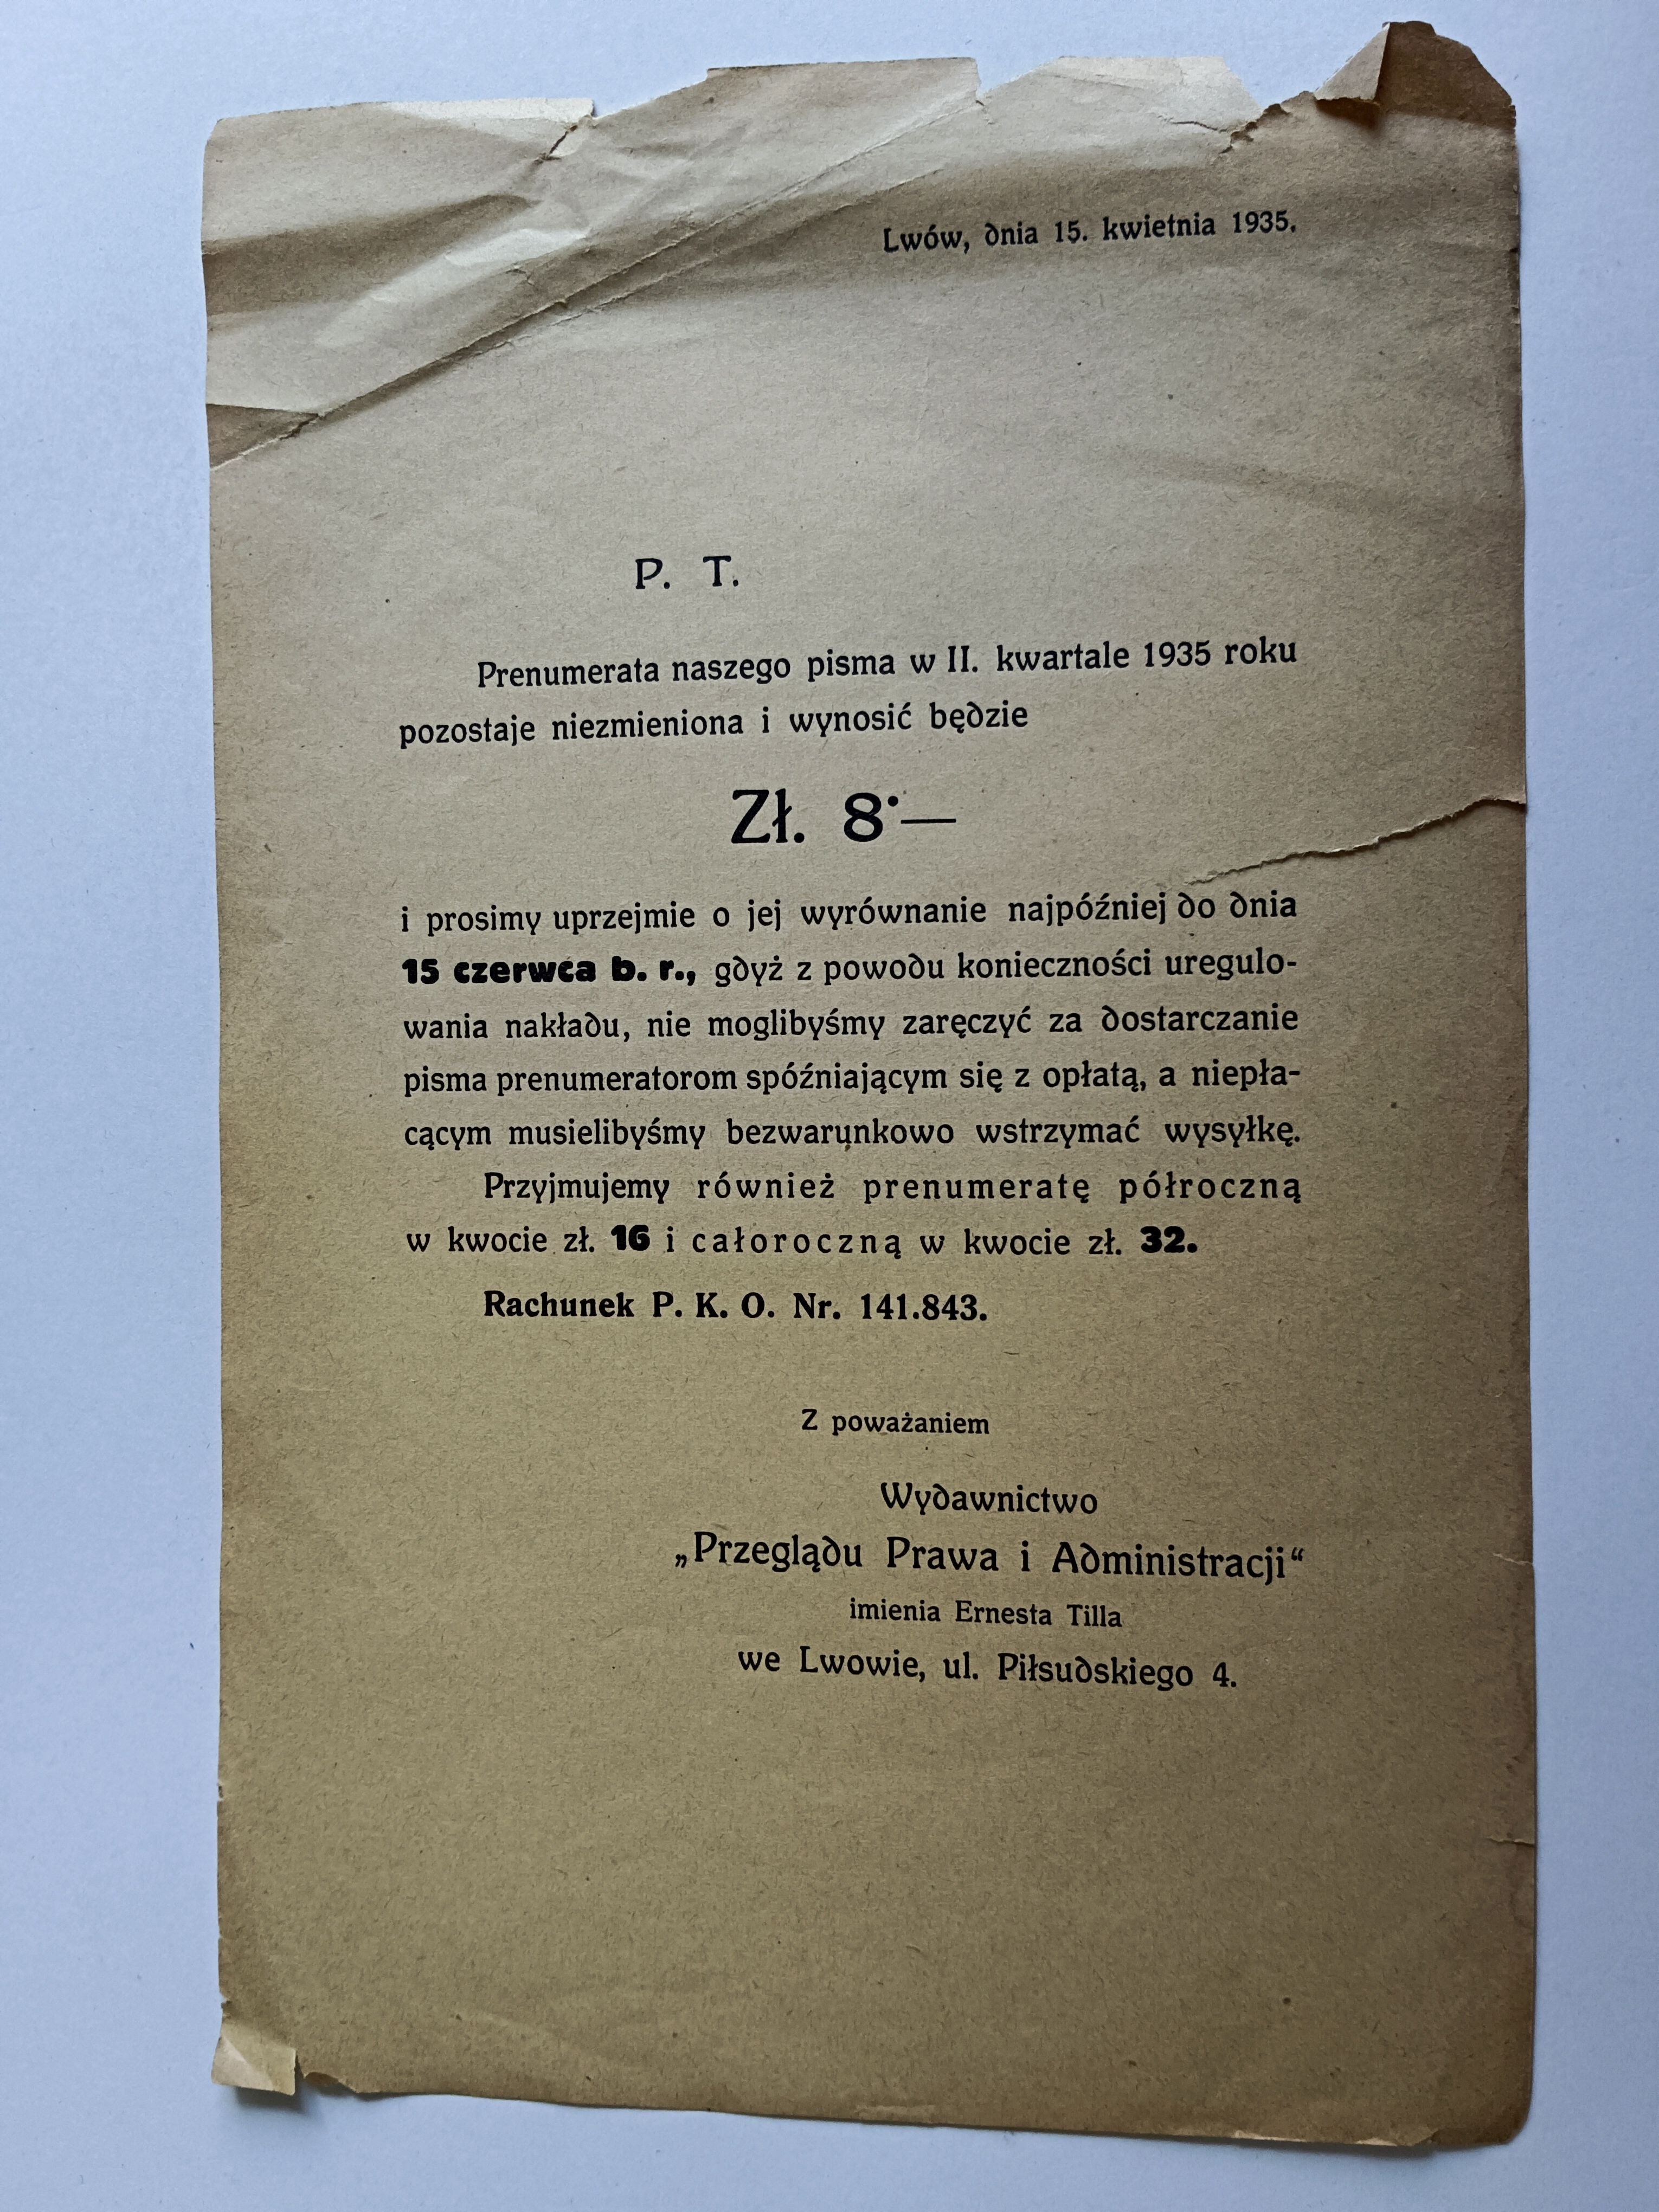 Lwów, dnia 15. kwietnia 1935.
P. T.
Prenumerata naszego pisma w II. kwartale 1935 roku
pozostaje niezmieniona i wynosić będzie
Zł. 8·—
i prosimy uprzejmie o jej wyrównanie najpóźniej do dnia
15 czerwca b. r., gdyż z powodu konieczności uregulo-
wania nakładu, nie moglibyśmy zaręczyć za dostarczanie
pisma prenumeratorom spóźniającym się z opłatą, a niepła-
cącym musielibyśmy bezwarunkowo wstrzymać wysyłkę.
Przyjmujemy również prenumeratę półroczną
w kwocie zł. 16 i całoroczną w kwocie zł. 32.
Rachunek P. K. O. Nr. 141.843.
Z poważaniem
Wydawnictwo
„Przeglądu Prawa i Administracji“
imienia Ernesta Tilla
we Lwowie, ul. Piłsudskiego 4.